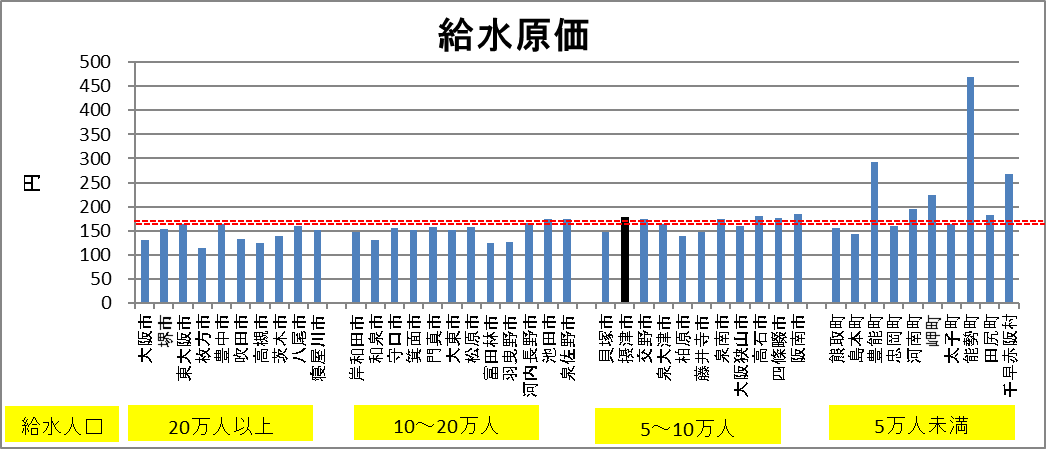 給水原価
500
450
400
350
300
250
200
150
100
50
0
円
大阪市
堺市
東大阪市
枚方市
豊中市
吹田市
高槻市
茨木市
八尾市
寝屋川市
岸和田市
和泉市
守口市
箕面市
門真市
大東市
松原市
富田林市
羽曳野市
河内長野市
池田市
泉佐野市
貝塚市
摂津市
交野市
泉大津市
柏原市
藤井寺市
泉南市
大阪狭山市
高石市
四條畷市
阪南市
熊取町
島本町
豊能町
忠岡町
河南町
岬町
太子町
能勢町
田尻町
千早赤阪村
給水人口
20万人以上
10～20万人
5～10万人
5万人未満